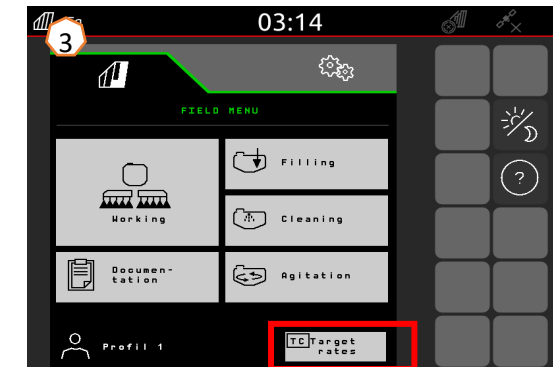 03:14
3
FIELD MENU
Working
Filling
Cleaning
Documen-
tation
Agitation
Profil 1
TC Target
rates
?